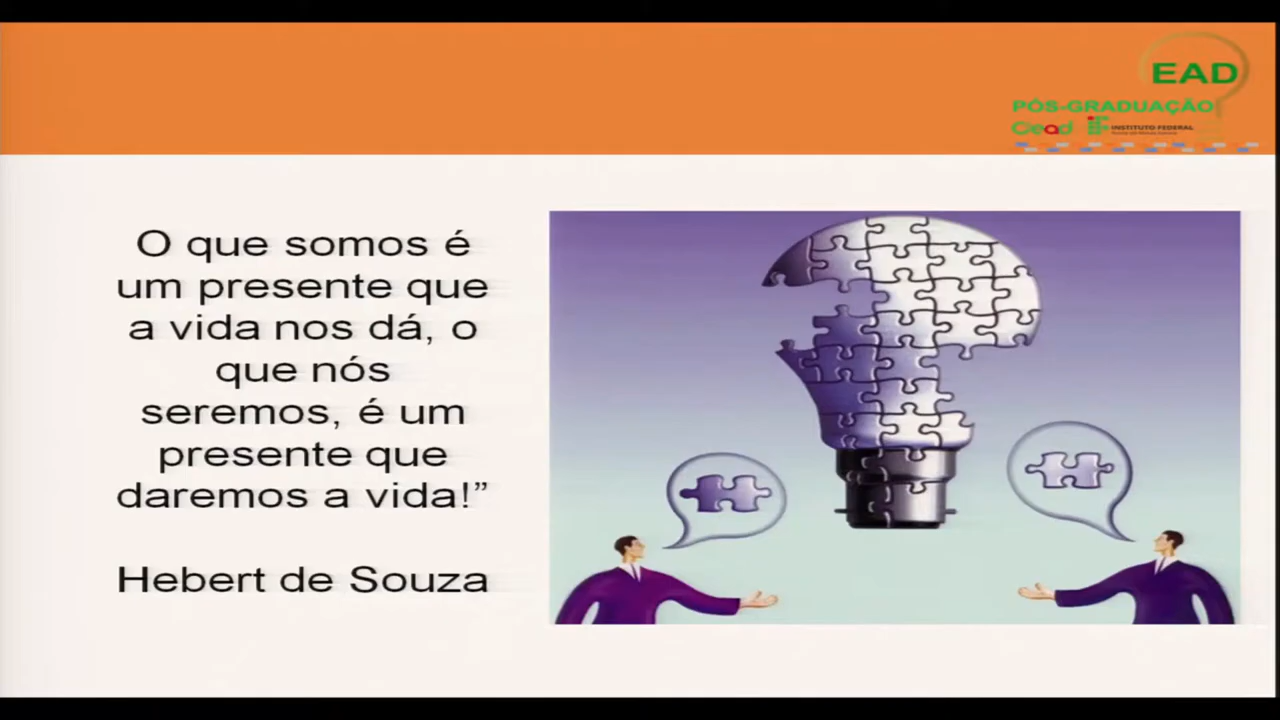 EAD
PÓS-GRADUAÇÃO
Cead
INSTITUTO FEDERAL
O que somos é
um presente que
a vida nos dá, o
que nós
seremos, é um
presente que
daremos a vida!”
Hebert de Souza